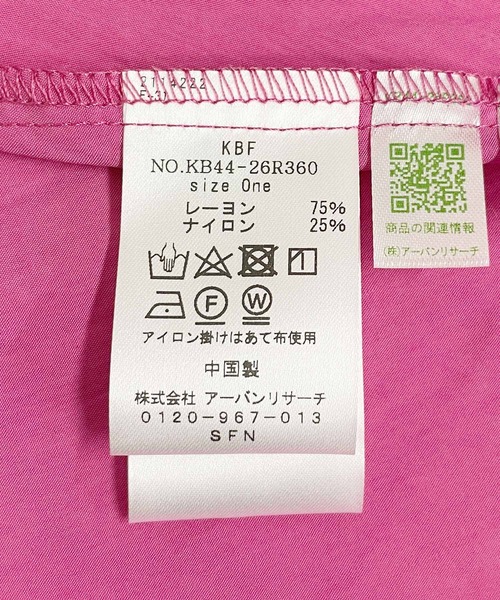 2114222
KBF
NO.KB44-26R360
size One
レーヨン 75%
ナイロン 25%
F
W
アイロン掛けはあて布使用
中国製
株式会社 アーバンリサーチ
0120-967-013
SFN
商品の関連情報
(株)アーバンリサーチ